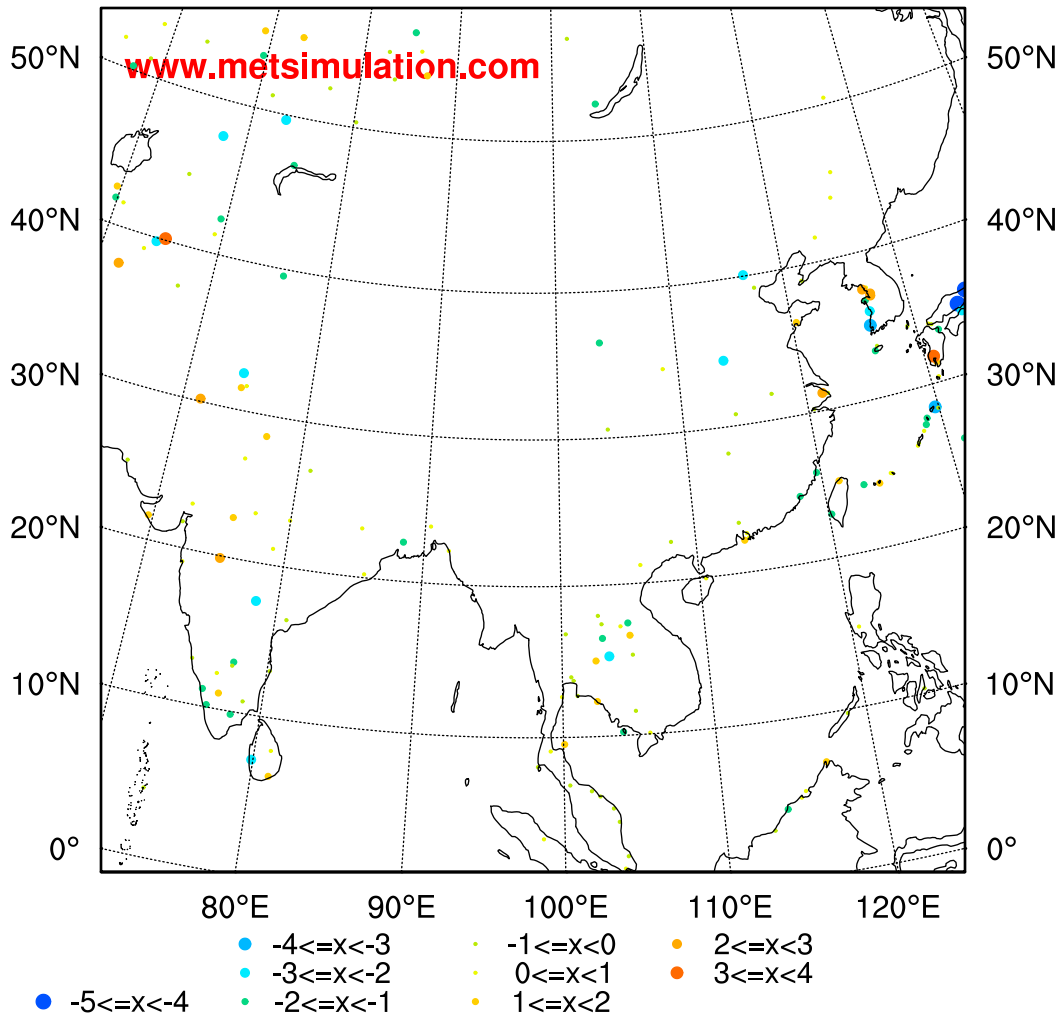 50°N 50°N
www.metsimulation.com
40°N 40°N
30°N 30°N
20°N 20°N
10°N 10°N
0° 0°
80°E 90°E 100°E 110°E 120°E
-4<=x<-3 -1<=x<0 2<=x<3
-3<=x<-2 0<=x<1 3<=x<4
-5<=x<-4 -2<=x<-1 1<=x<2